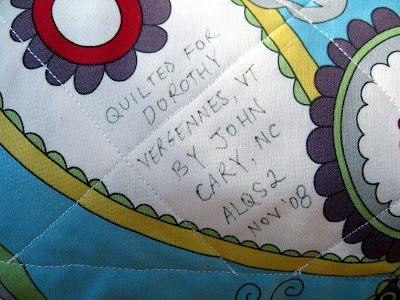 QUILTED FOR
DOROTHY
VERGENNES, VT
BY JOHN
CARY, NC
ALQS2
NOV '08